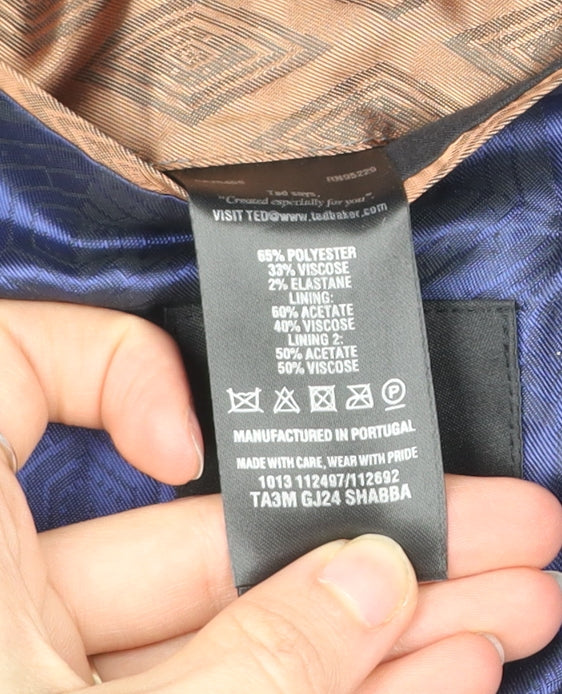 RN95229
Ted says,
"Created especially for you".
VISIT TED@www.tedbaker.com
65% POLYESTER
33% VISCOSE
2% ELASTANE
LINING:
60% ACETATE
40% VISCOSE
LINING 2:
50% ACETATE
50% VISCOSE
P
MANUFACTURED IN PORTUGAL
MADE WITH CARE, WEAR WITH PRIDE
1013 112497/112692
TA3M GJ24 SHABBA